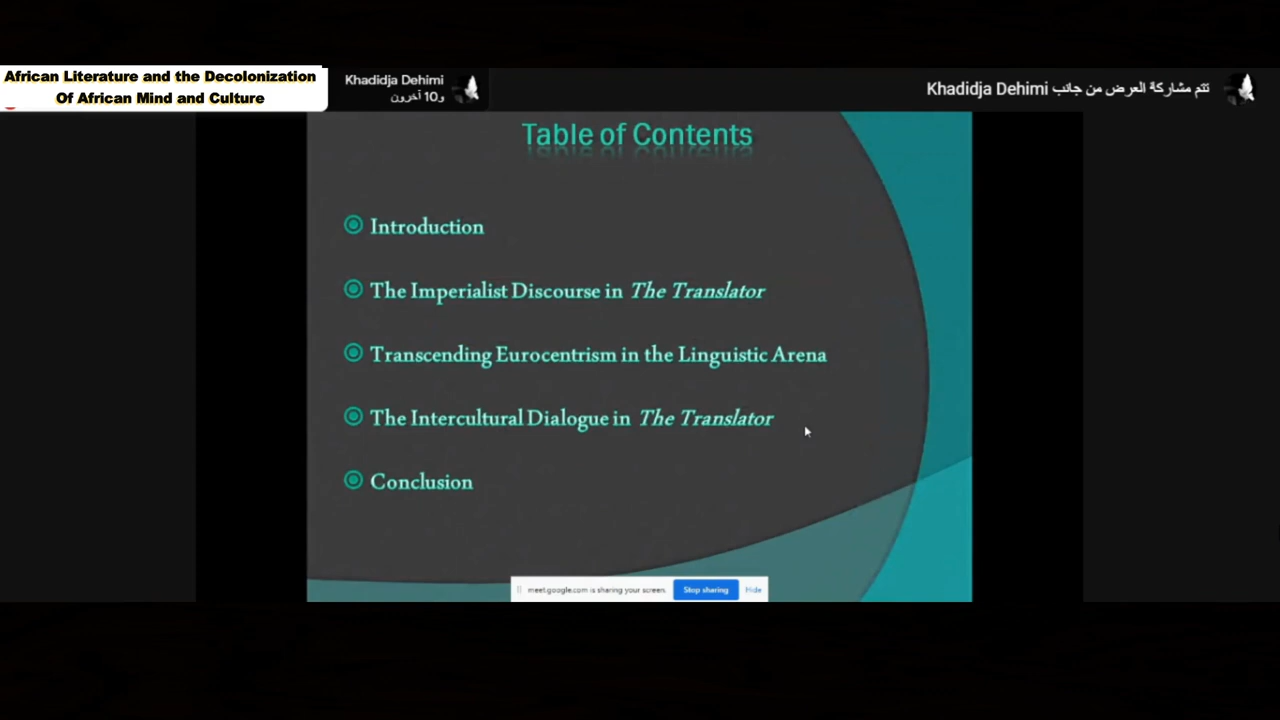 African Literature and the Decolonization
Of African Mind and Culture
Khadidja Dehimi
و10 آخرون
تتم مشاركة العرض من جانب Khadidja Dehimi
Table of Contents
Introduction
The Imperialist Discourse in The Translator
Transcending Eurocentrism in the Linguistic Arena
The Intercultural Dialogue in The Translator
Conclusion
meet.google.com is sharing your screen. Stop sharing Hide